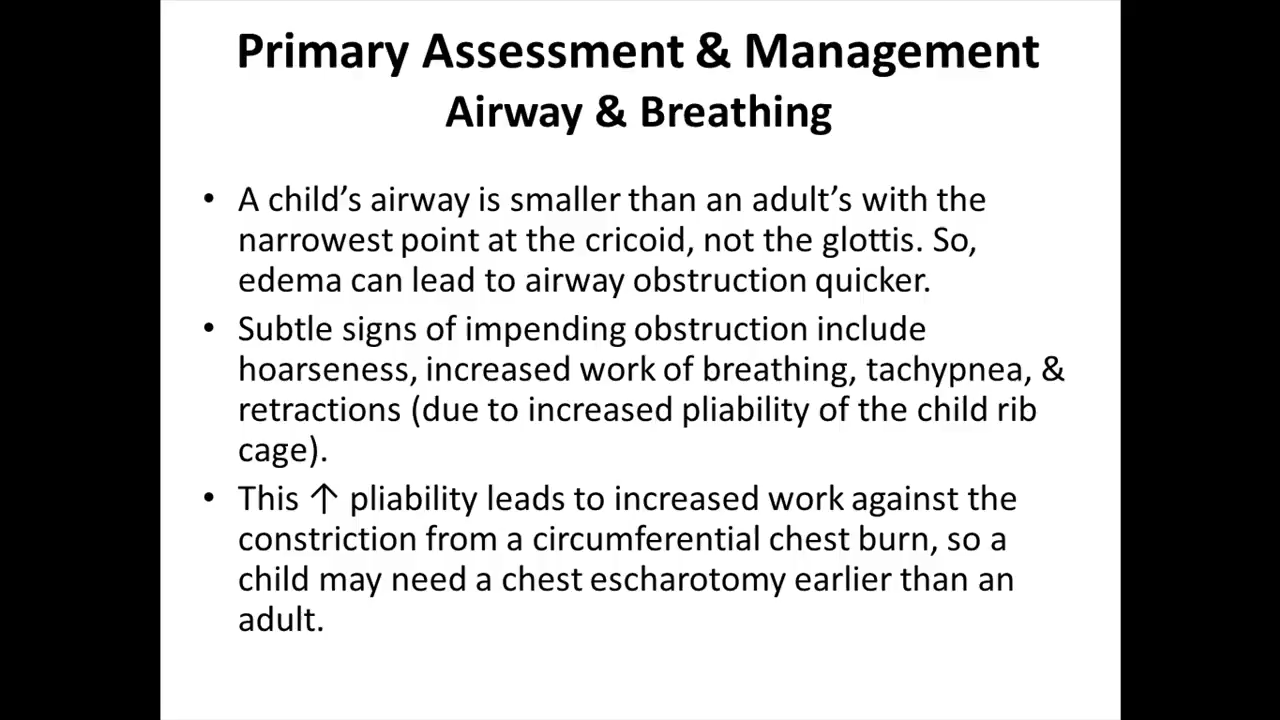 Primary Assessment & Management
Airway & Breathing
• A child’s airway is smaller than an adult’s with the
narrowest point at the cricoid, not the glottis. So,
edema can lead to airway obstruction quicker.
• Subtle signs of impending obstruction include
hoarseness, increased work of breathing, tachypnea, &
retractions (due to increased pliability of the child rib
cage).
• This ↑ pliability leads to increased work against the
constriction from a circumferential chest burn, so a
child may need a chest escharotomy earlier than an
adult.